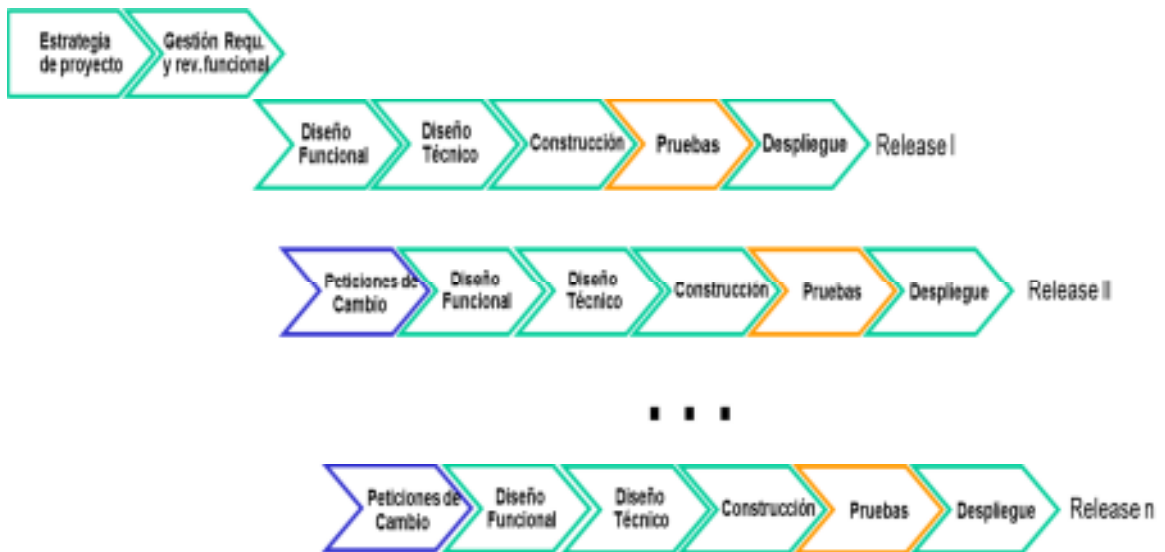 Estrategia
de proyecto
Gestión Requ.
y rev.funcional
Diseño
Funcional
Diseño
Técnico
Construcción
Pruebas
Despliegue
Release I
Peticiones de
Cambio
Diseño
Funcional
Diseño
Técnico
Construcción
Pruebas
Despliegue
Release II
. . .
Peticiones de
Cambio
Diseño
Funcional
Diseño
Técnico
Construcción
Pruebas
Despliegue
Release n